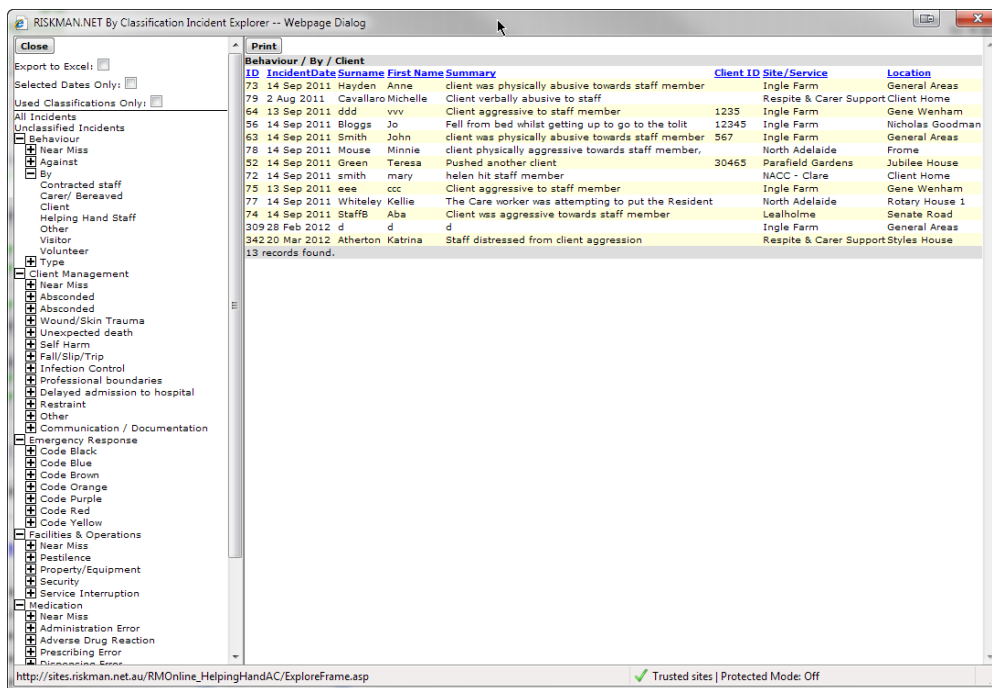 RISKMAN.NET By Classification Incident Explorer -- Webpage Dialog
Close
Export to Excel:
Selected Dates Only:
Used Classifications Only:
All Incidents
Unclassified Incidents
Behaviour
Near Miss
Against
By
Contracted staff
Carer/ Bereaved
Client
Helping Hand Staff
Other
Visitor
Volunteer
Type
Client Management
Near Miss
Absconded
Absconded
Wound/Skin Trauma
Unexpected death
Self Harm
Fall/Slip/Trip
Infection Control
Professional boundaries
Delayed admission to hospital
Restraint
Other
Communication / Documentation
Emergency Response
Code Black
Code Blue
Code Brown
Code Orange
Code Purple
Code Red
Code Yellow
Facilities & Operations
Near Miss
Pestilence
Property/Equipment
Security
Service Interruption
Medication
Near Miss
Administration Error
Adverse Drug Reaction
Prescribing Error
Dispensing Error
Print
Behaviour / By / Client
ID IncidentDate Surname First Name Summary Client ID Site/Service Location
73 14 Sep 2011 Hayden Anne client was physically abusive towards staff member Ingle Farm General Areas
79 2 Aug 2011 Cavallaro Michelle Client verbally abusive to staff Respite & Carer Support Client Home
64 13 Sep 2011 ddd vvv Client aggressive to staff member 1235 Ingle Farm Gene Wenham
56 14 Sep 2011 Bloggs Jo Fell from bed whilst getting up to go to the tolit 12345 Ingle Farm Nicholas Goodman
63 14 Sep 2011 Smith John client was physically abusive towards staff member 567 Ingle Farm General Areas
78 14 Sep 2011 Mouse Minnie client physically aggressive towards staff member, North Adelaide Frome
52 14 Sep 2011 Green Teresa Pushed another client 30465 Parafield Gardens Jubilee House
72 14 Sep 2011 smith mary helen hit staff member NACC - Clare Client Home
75 13 Sep 2011 eee ccc Client aggressive to staff member Ingle Farm Gene Wenham
77 14 Sep 2011 Whiteley Kellie The Care worker was attempting to put the Resident North Adelaide Rotary House 1
74 14 Sep 2011 StaffB Aba Client was aggressive towards staff member Lealholme Senate Road
309 28 Feb 2012 d d d Ingle Farm General Areas
342 20 Mar 2012 Atherton Katrina Staff distressed from client aggression Respite & Carer Support Styles House
13 records found.
http://sites.riskman.net.au/RMOnline_HelpingHandAC/ExploreFrame.asp
Trusted sites | Protected Mode: Off